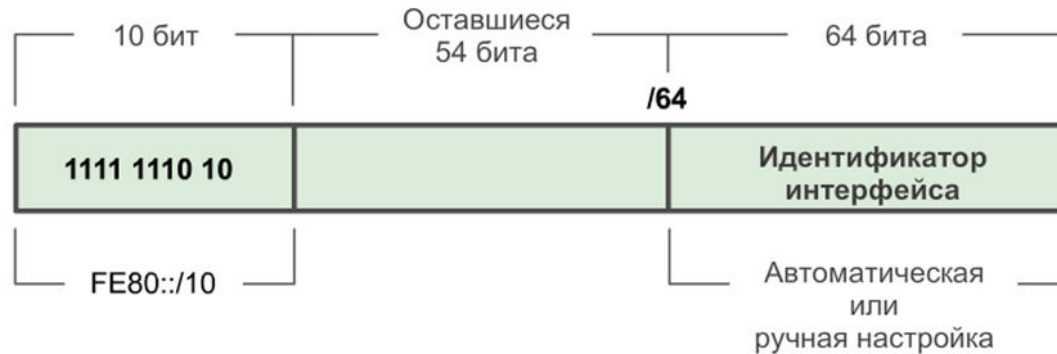 10 бит
Оставшиеся
54 бита
64 бита
/64
1111 1110 10
Идентификатор
интерфейса
FE80::/10
Автоматическая
или
ручная настройка